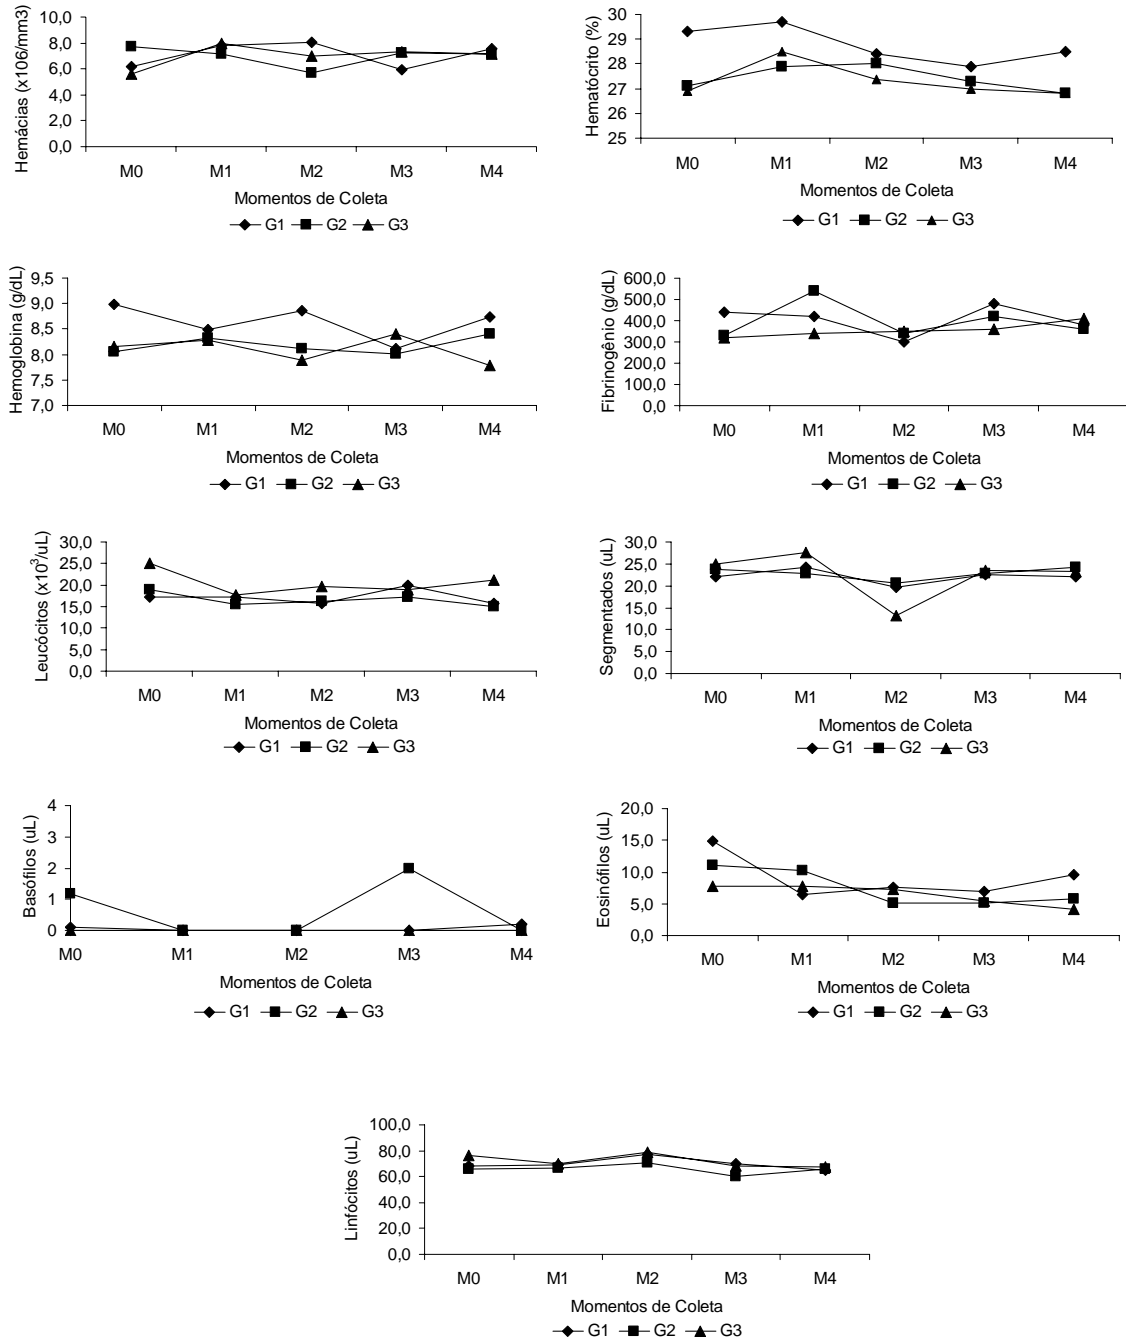 Hemácias (x106/mm3)
10,0
8,0
6,0
4,0
2,0
0,0
M0 M1 M2 M3 M4
Momentos de Coleta
G1 G2 G3
Hematócrito (%)
30
29
28
27
26
25
M0 M1 M2 M3 M4
Momentos de Coleta
G1 G2 G3
Hemoglobina (g/dL)
9,5
9,0
8,5
8,0
7,5
7,0
M0 M1 M2 M3 M4
Momentos de Coleta
G1 G2 G3
Fibrinogênio (g/dL)
600,0
500,0
400,0
300,0
200,0
100,0
0,0
M0 M1 M2 M3 M4
Momentos de Coleta
G1 G2 G3
Leucócitos (x10³/uL)
30,0
25,0
20,0
15,0
10,0
5,0
0,0
M0 M1 M2 M3 M4
Momentos de Coleta
G1 G2 G3
Segmentados (uL)
30,0
25,0
20,0
15,0
10,0
5,0
0,0
M0 M1 M2 M3 M4
Momentos de Coleta
G1 G2 G3
Basófilos (uL)
4
3
2
1
0
M0 M1 M2 M3 M4
Momentos de Coleta
G1 G2 G3
Eosinófilos (uL)
20,0
15,0
10,0
5,0
0,0
M0 M1 M2 M3 M4
Momentos de Coleta
G1 G2 G3
Linfócitos (uL)
100,0
80,0
60,0
40,0
20,0
0,0
M0 M1 M2 M3 M4
Momentos de Coleta
G1 G2 G3